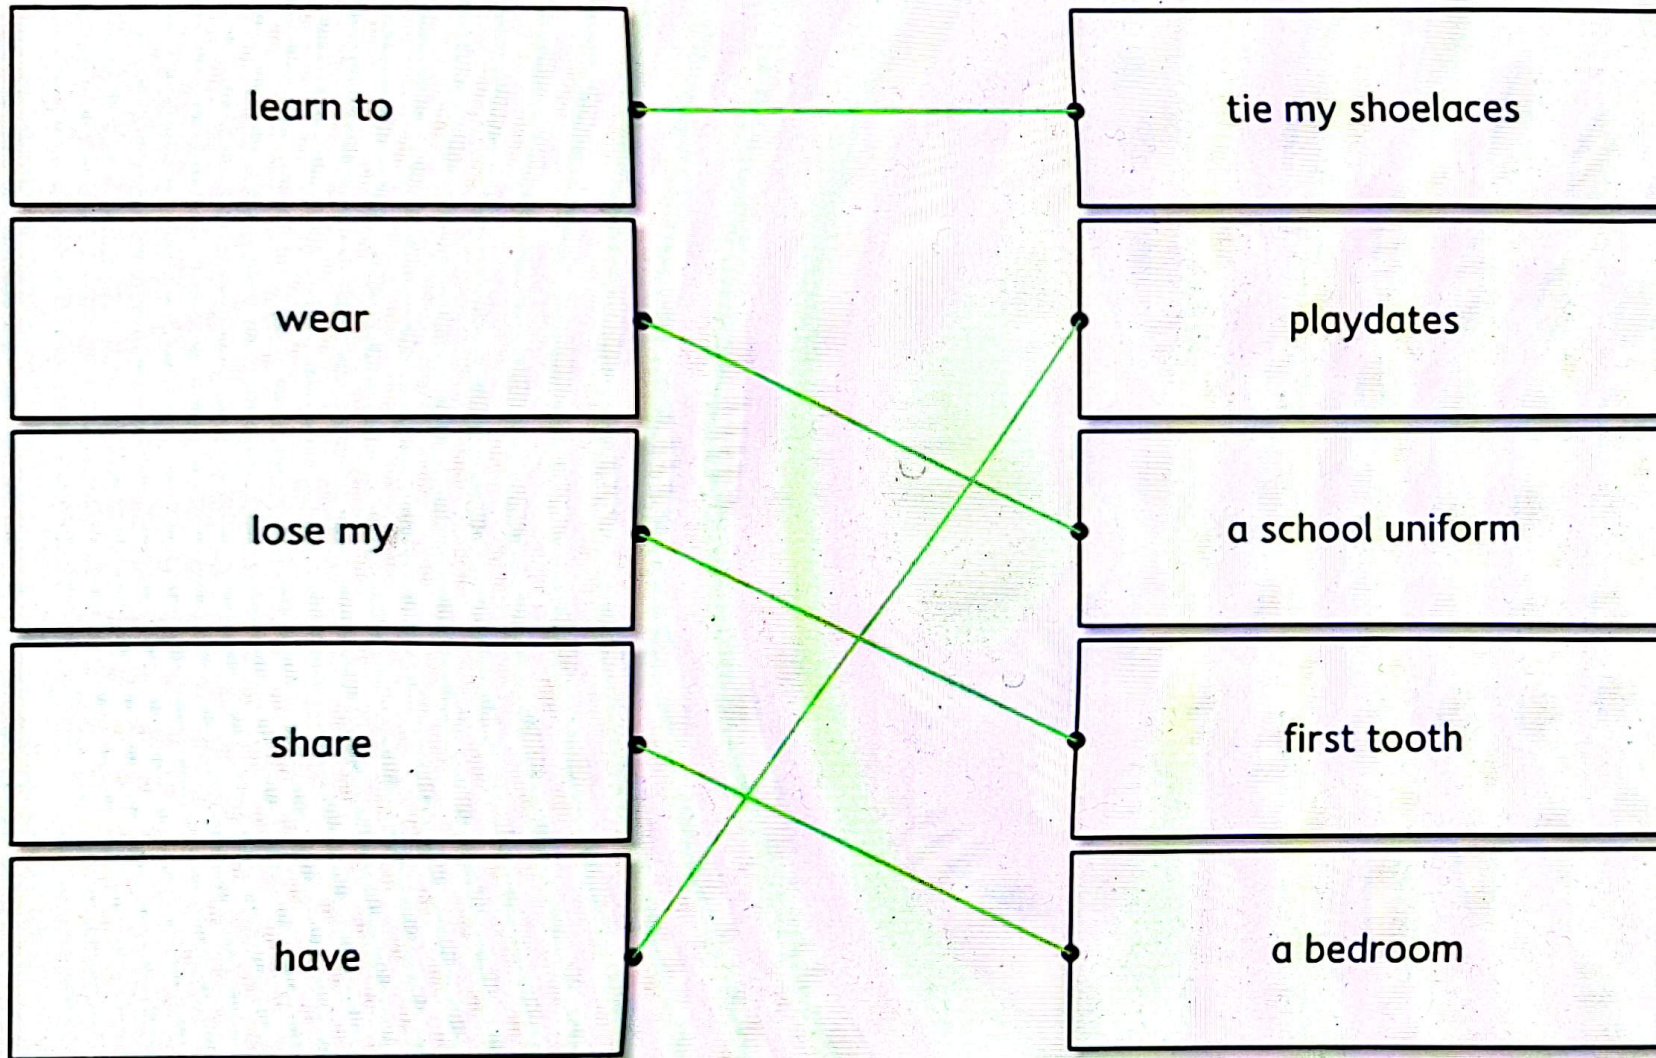 learn to
tie my shoelaces
wear
playdates
lose my
a school uniform
share
first tooth
have
a bedroom